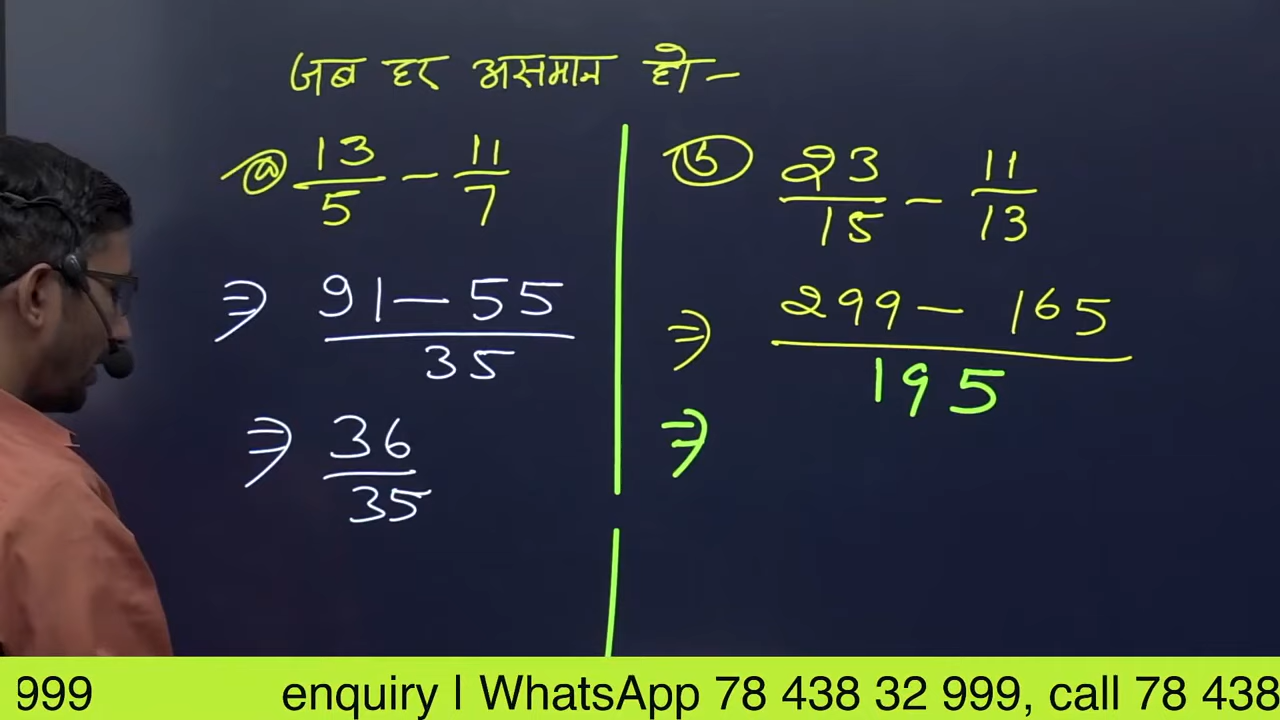 जब हर असमान हो -
@ 13/5 - 11/7
⇒ 91 - 55 / 35
⇒ 36/35
ⓑ 23/15 - 11/13
⇒ 299 - 165 / 195
⇒
999 enquiry | WhatsApp 78 438 32 999, call 78 438